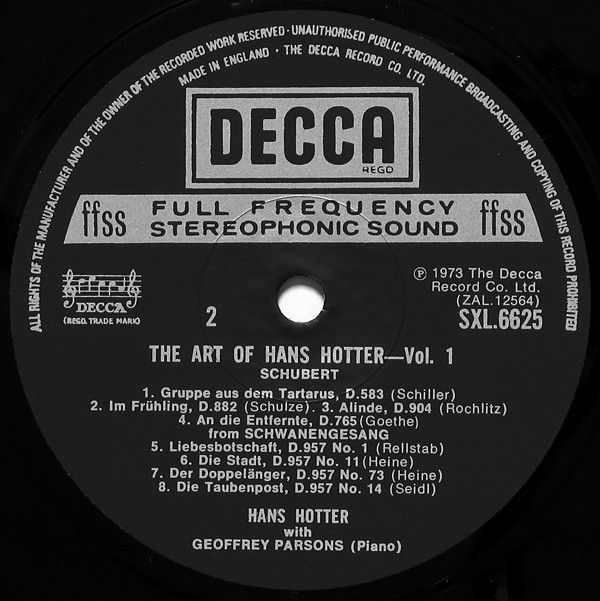 ALL RIGHTS OF THE MANUFACTURER AND OF THE OWNER OF THE RECORDED WORK RESERVED · UNAUTHORISED PUBLIC PERFORMANCE BROADCASTING AND COPYING OF THIS RECORD PROHIBITED
MADE IN ENGLAND · THE DECCA RECORD CO. LTD.
DECCA
REGD
ffss FULL FREQUENCY ffss
STEREOPHONIC SOUND
DECCA
(REGD. TRADE MARK)
2
℗ 1973 The Decca
Record Co. Ltd.
(ZAL.12564)
SXL.6625
THE ART OF HANS HOTTER—Vol. 1
SCHUBERT
1. Gruppe aus dem Tartarus, D.583 (Schiller)
2. Im Frühling, D.882 (Schulze). 3. Alinde, D.904 (Rochlitz)
4. An die Entfernte, D.765 (Goethe)
from SCHWANENGESANG
5. Liebesbotschaft, D.957 No. 1 (Rellstab)
6. Die Stadt, D.957 No. 11 (Heine)
7. Der Doppelänger, D.957 No. 73 (Heine)
8. Die Taubenpost, D.957 No. 14 (Seidl)
HANS HOTTER
with
GEOFFREY PARSONS (Piano)